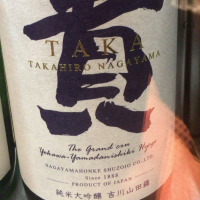 貴
TAKA
TAKAHIRO NAGAYAMA
The Grand cru
Yokawa-Yamadanishiki Hyogo
NAGAYAMAHONKE SHUZOJO CO.,LTD.
Since 1888
PRODUCT OF JAPAN
純米大吟醸 吉川山田錦